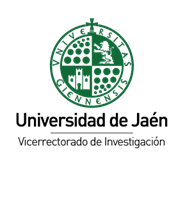 UNIVERSITAS
GIENNENSIS
Universidad de Jaén
Vicerrectorado de Investigación